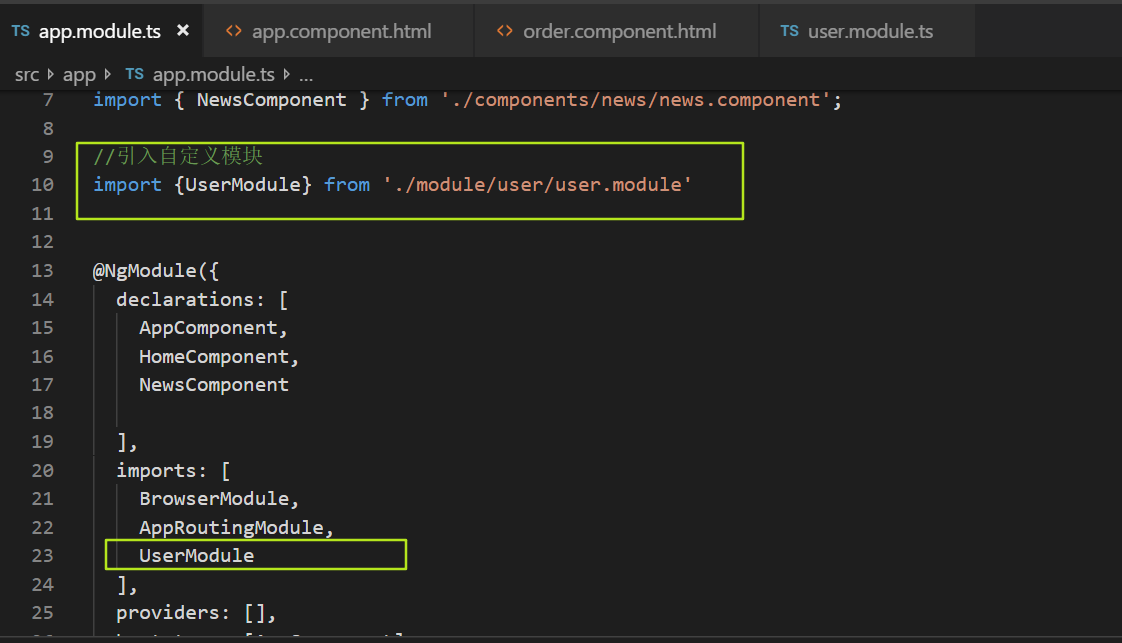 TS app.module.ts × <> app.component.html <> order.component.html TS user.module.ts
src app TS app.module.ts ...
7 import { NewsComponent } from './components/news/news.component';
8
9 //引入自定义模块
10 import {UserModule} from './module/user/user.module'
11
12
13 @NgModule({
14 declarations: [
15 AppComponent,
16 HomeComponent,
17 NewsComponent
18
19 ],
20 imports: [
21 BrowserModule,
22 AppRoutingModule,
23 UserModule
24 ],
25 providers: [],